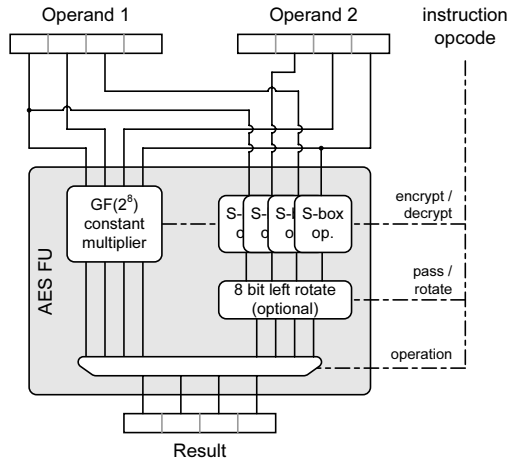 Operand 1
Operand 2
instruction
opcode
GF(2⁸)
constant
multiplier
S-
o
S-
o
S-b
o
S-box
op.
encrypt /
decrypt
AES FU
8 bit left rotate
(optional)
pass /
rotate
operation
Result